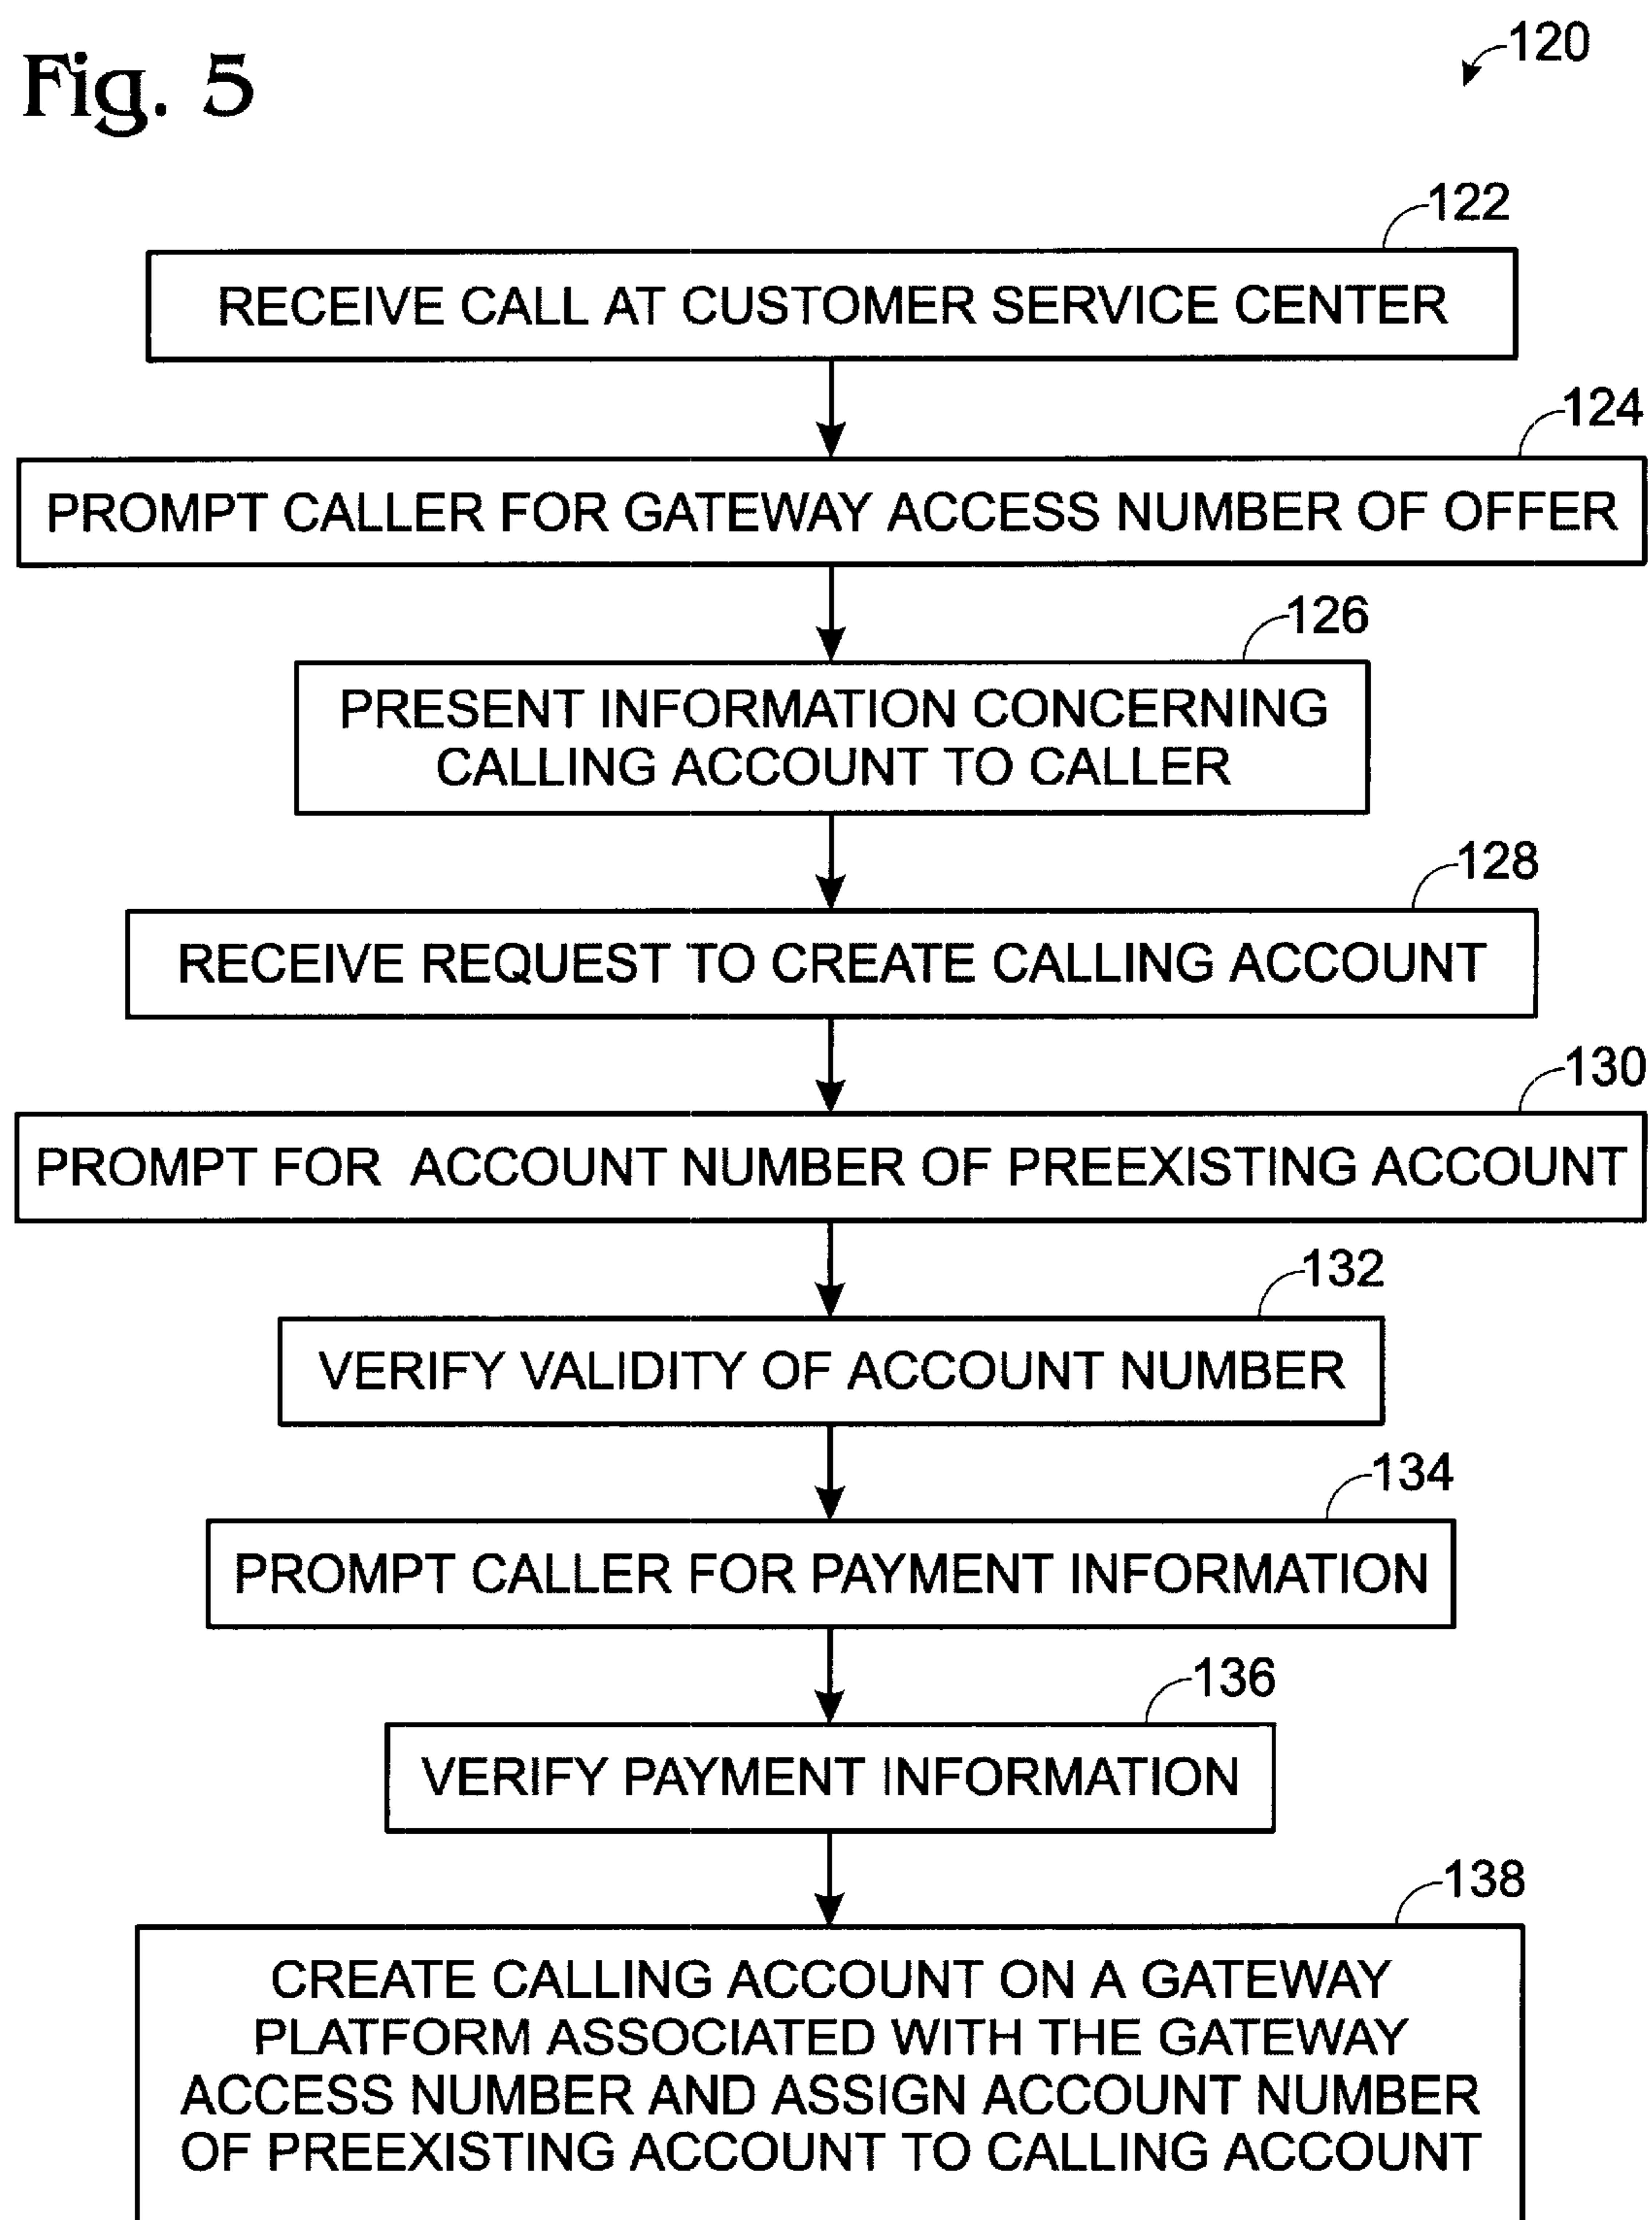 Fig. 5
120
122
RECEIVE CALL AT CUSTOMER SERVICE CENTER
124
PROMPT CALLER FOR GATEWAY ACCESS NUMBER OF OFFER
126
PRESENT INFORMATION CONCERNING
CALLING ACCOUNT TO CALLER
128
RECEIVE REQUEST TO CREATE CALLING ACCOUNT
130
PROMPT FOR ACCOUNT NUMBER OF PREEXISTING ACCOUNT
132
VERIFY VALIDITY OF ACCOUNT NUMBER
134
PROMPT CALLER FOR PAYMENT INFORMATION
136
VERIFY PAYMENT INFORMATION
138
CREATE CALLING ACCOUNT ON A GATEWAY
PLATFORM ASSOCIATED WITH THE GATEWAY
ACCESS NUMBER AND ASSIGN ACCOUNT NUMBER
OF PREEXISTING ACCOUNT TO CALLING ACCOUNT